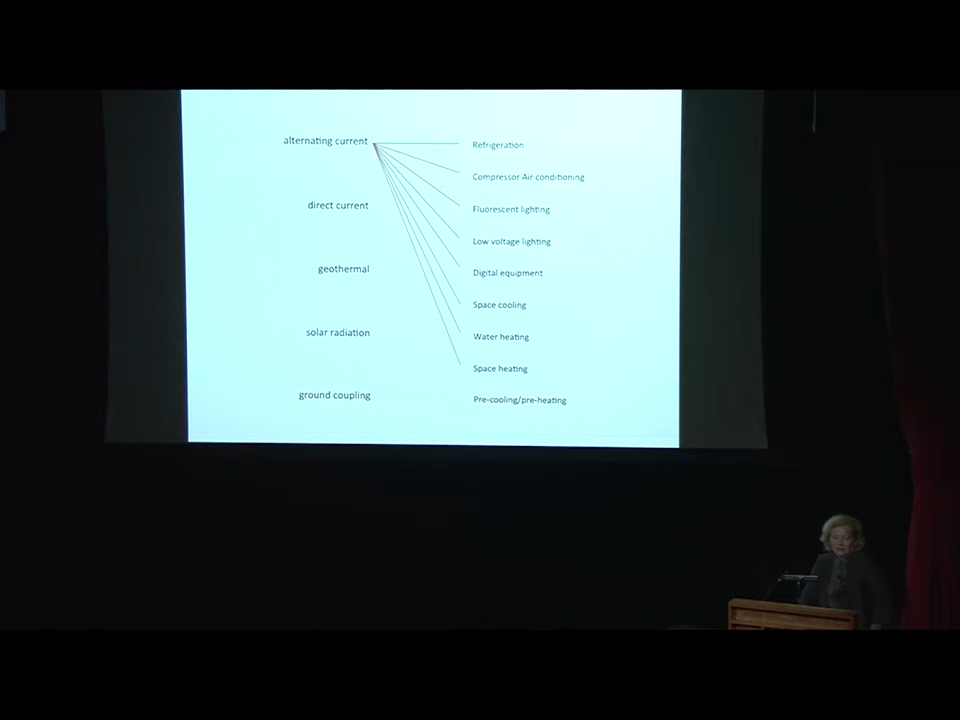 alternating current
direct current
geothermal
solar radiation
ground coupling
Refrigeration
Compressor Air conditioning
Fluorescent lighting
Low voltage lighting
Digital equipment
Space cooling
Water heating
Space heating
Pre-cooling/pre-heating